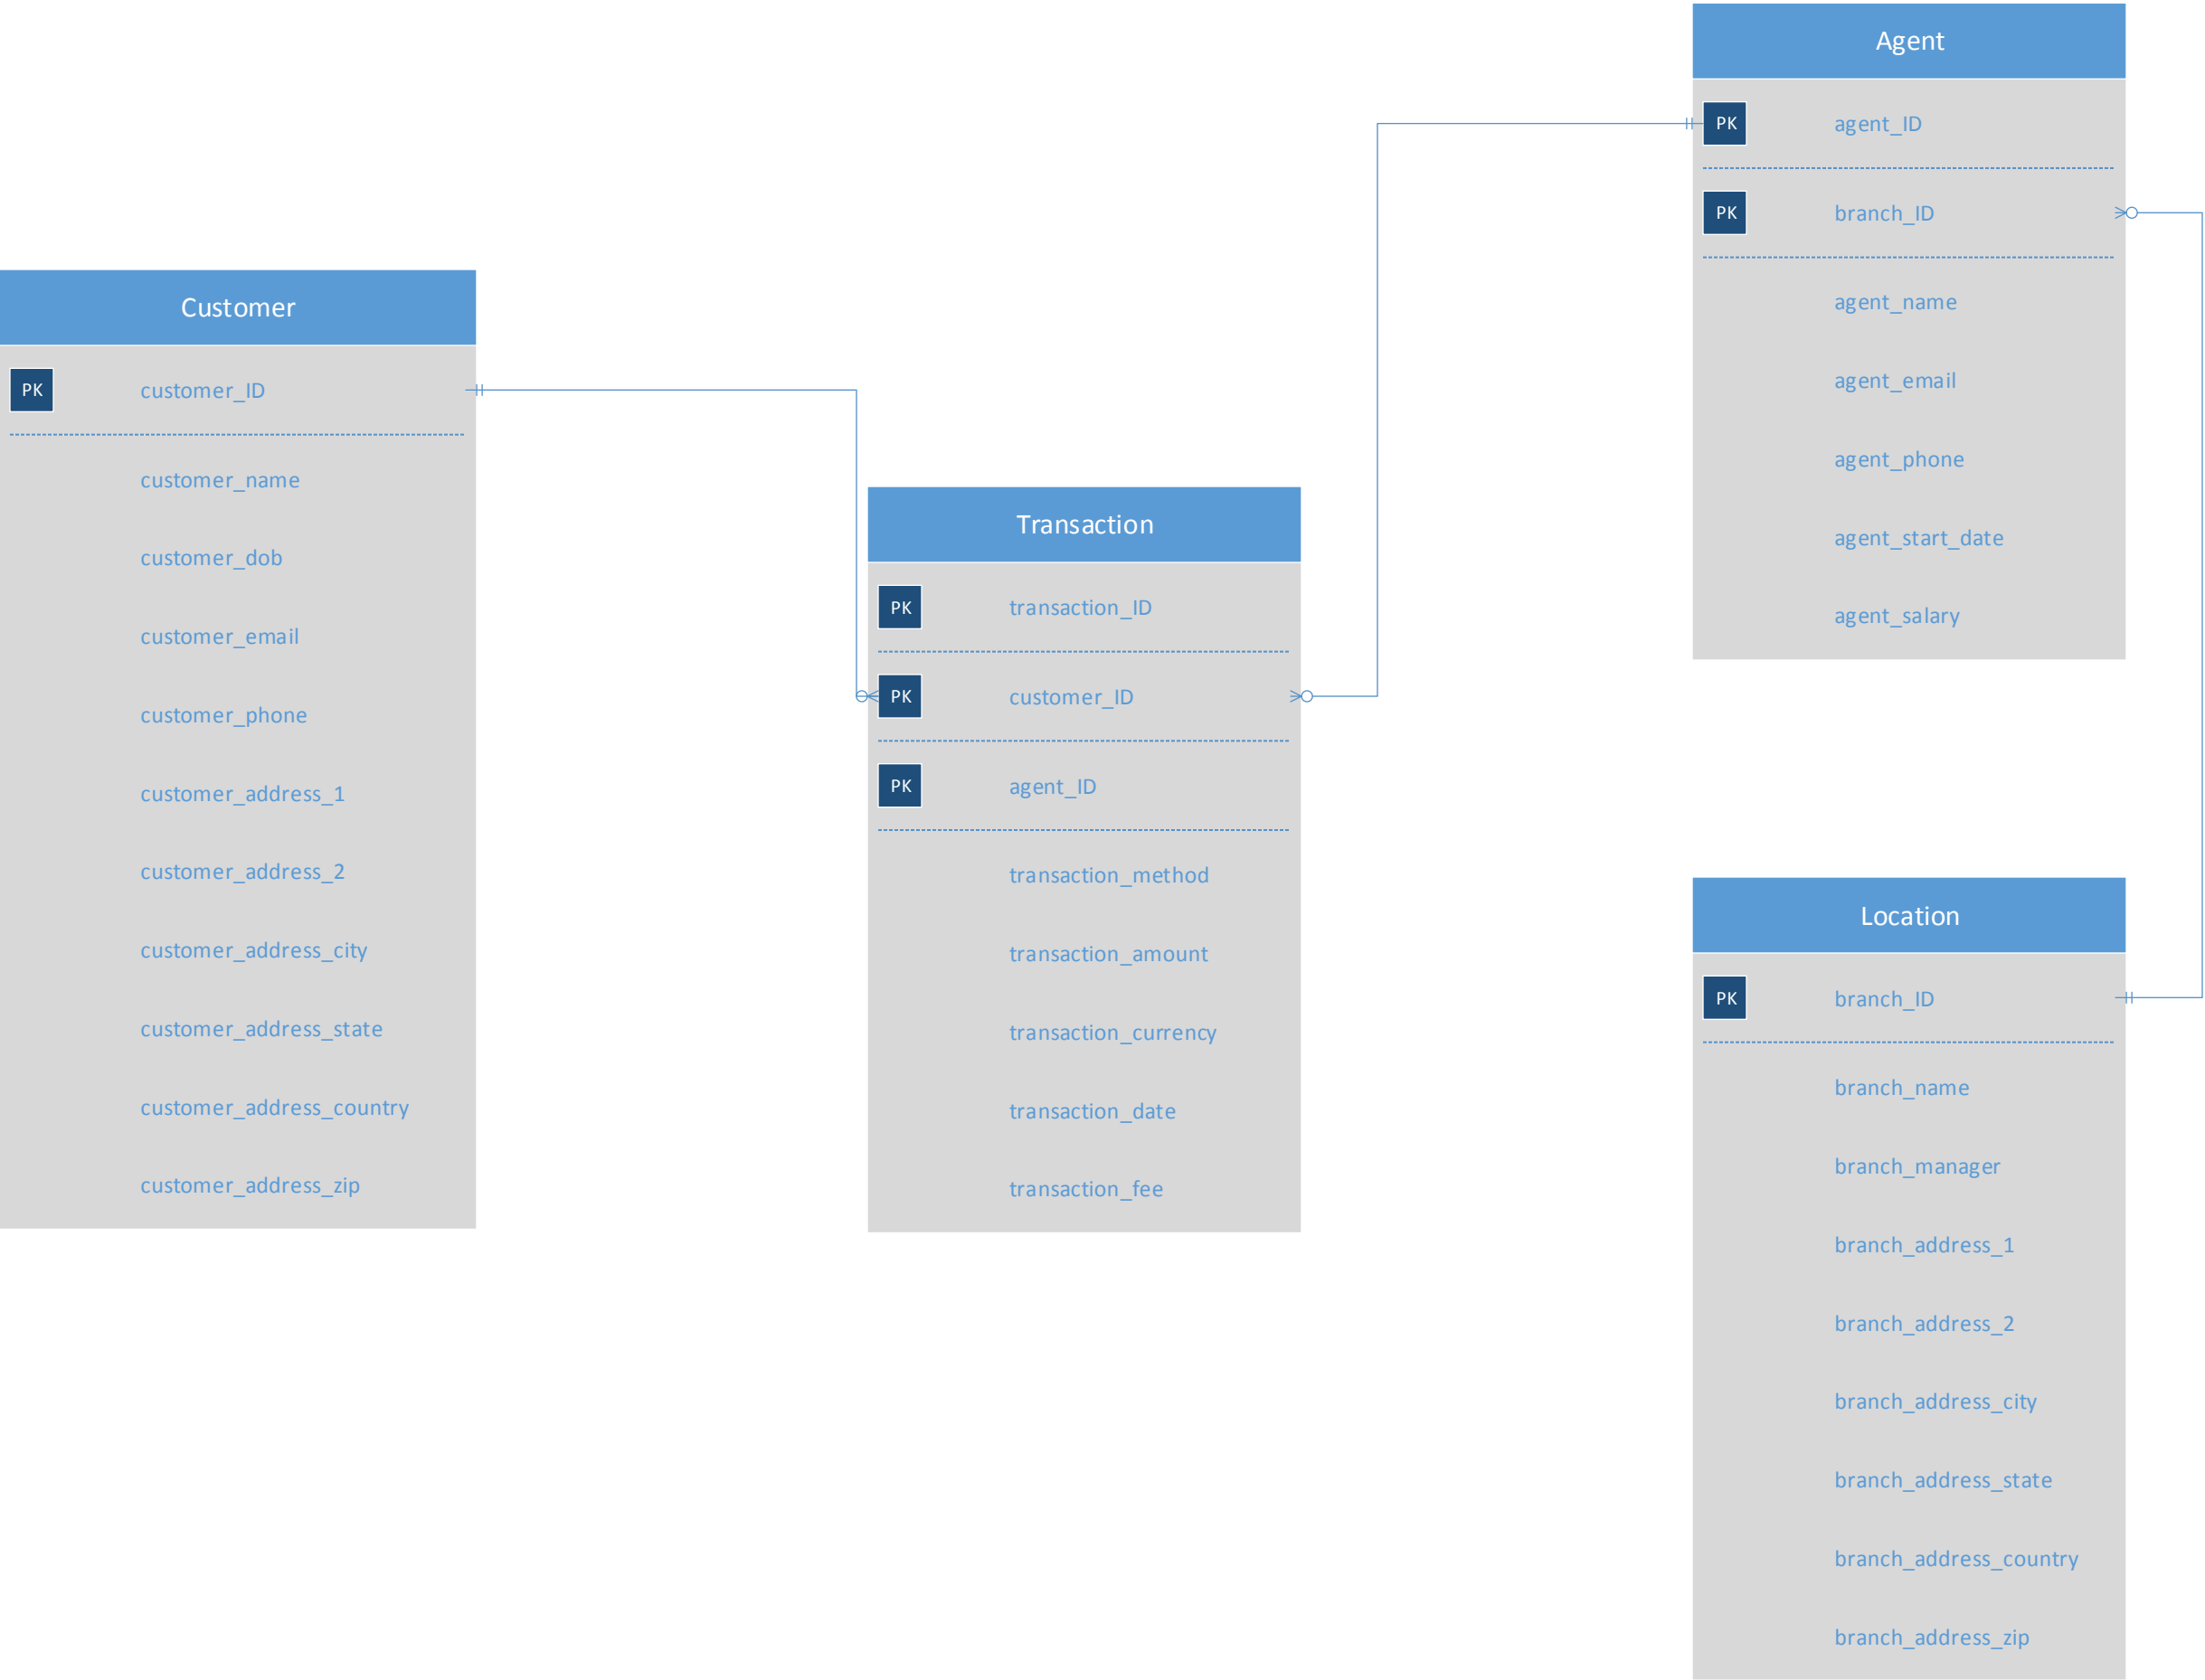 Customer
PK customer_ID
customer_name
customer_dob
customer_email
customer_phone
customer_address_1
customer_address_2
customer_address_city
customer_address_state
customer_address_country
customer_address_zip
Transaction
PK transaction_ID
PK customer_ID
PK agent_ID
transaction_method
transaction_amount
transaction_currency
transaction_date
transaction_fee
Agent
PK agent_ID
PK branch_ID
agent_name
agent_email
agent_phone
agent_start_date
agent_salary
Location
PK branch_ID
branch_name
branch_manager
branch_address_1
branch_address_2
branch_address_city
branch_address_state
branch_address_country
branch_address_zip